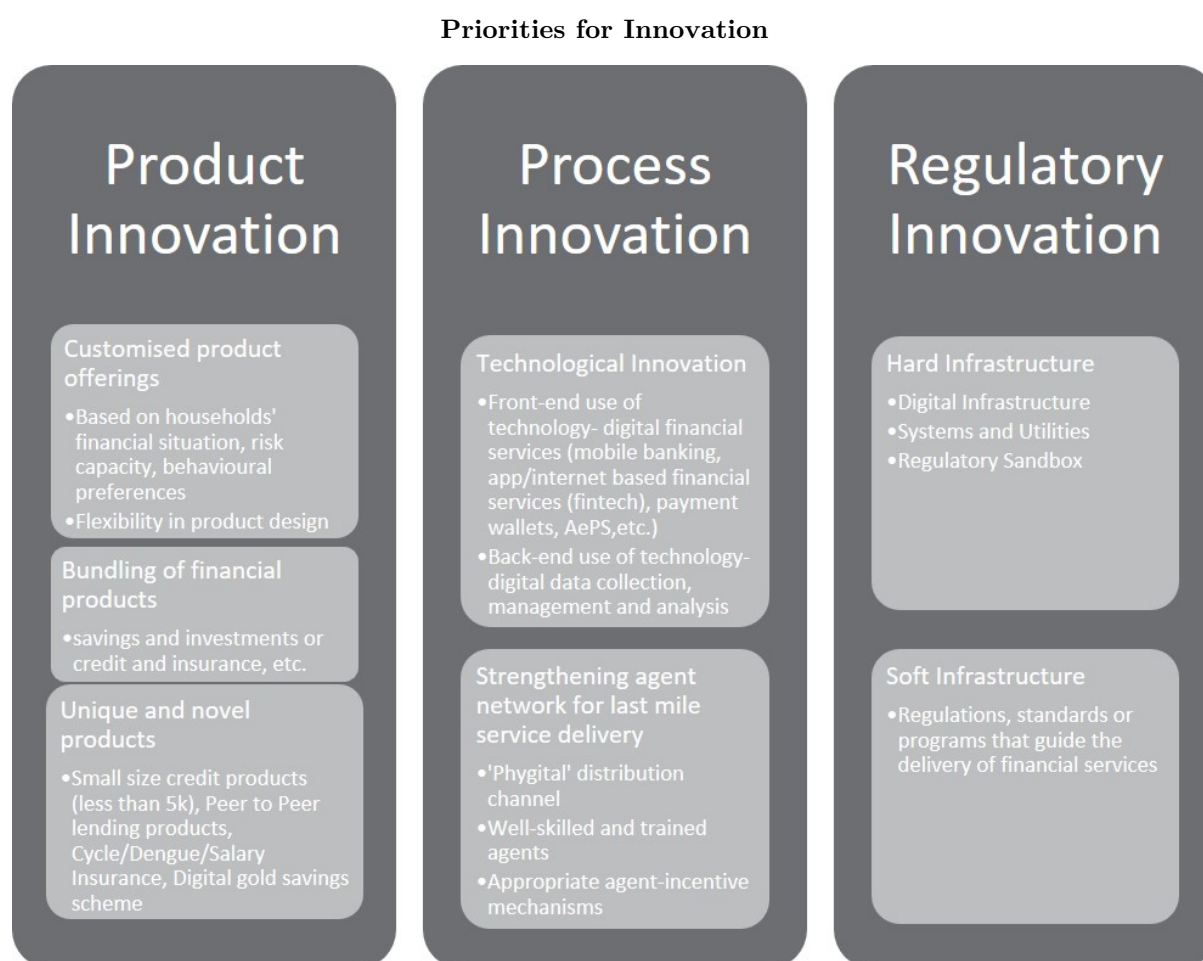 Priorities for Innovation
Product
Innovation
Customised product
offerings
•Based on households'
financial situation, risk
capacity, behavioural
preferences
•Flexibility in product design
Bundling of financial
products
•savings and investments or
credit and insurance, etc.
Unique and novel
products
•Small size credit products
(less than 5k), Peer to Peer
lending products,
Cycle/Dengue/Salary
Insurance, Digital gold savings
scheme
Process
Innovation
Technological Innovation
•Front-end use of
technology- digital financial
services (mobile banking,
app/internet based financial
services (fintech), payment
wallets, AePS,etc.)
•Back-end use of technology-
digital data collection,
management and analysis
Strengthening agent
network for last mile
service delivery
•'Phygital' distribution
channel
•Well-skilled and trained
agents
•Appropriate agent-incentive
mechanisms
Regulatory
Innovation
Hard Infrastructure
•Digital Infrastructure
•Systems and Utilities
•Regulatory Sandbox
Soft Infrastructure
•Regulations, standards or
programs that guide the
delivery of financial services